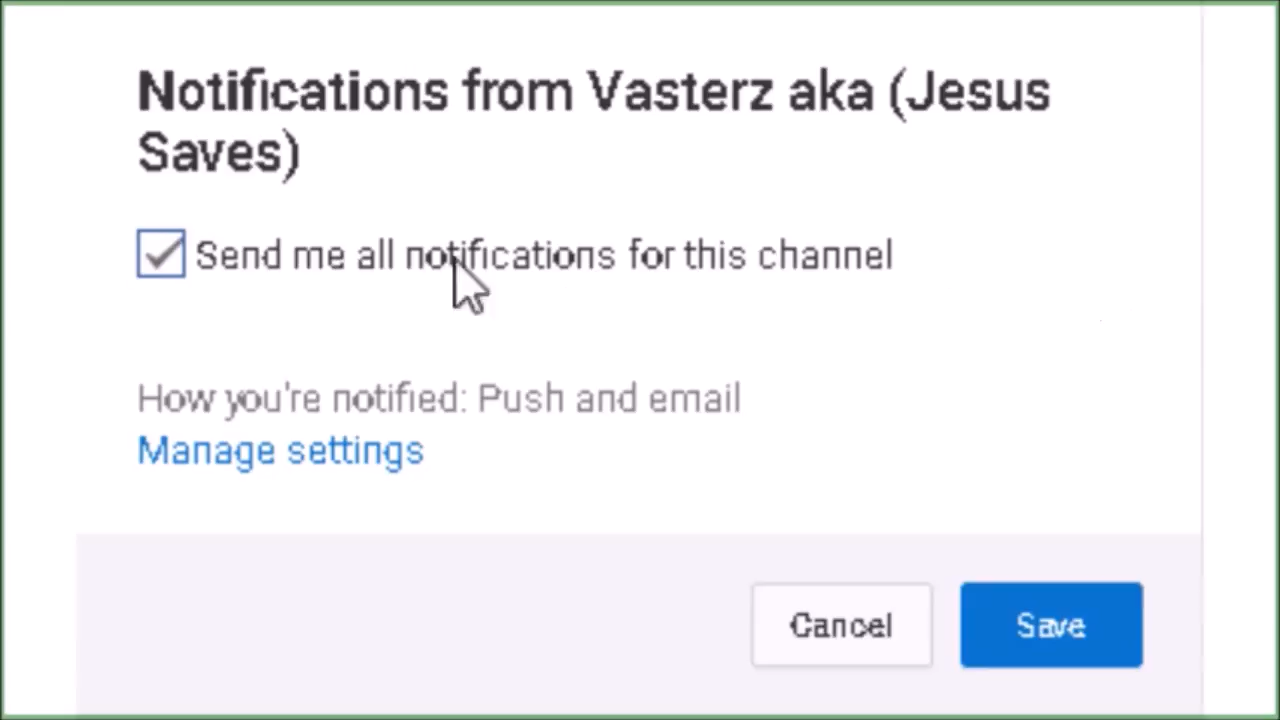 Notifications from Vasterz aka (Jesus
Saves)
Send me all notifications for this channel
How you're notified: Push and email
Manage settings
Cancel
Save